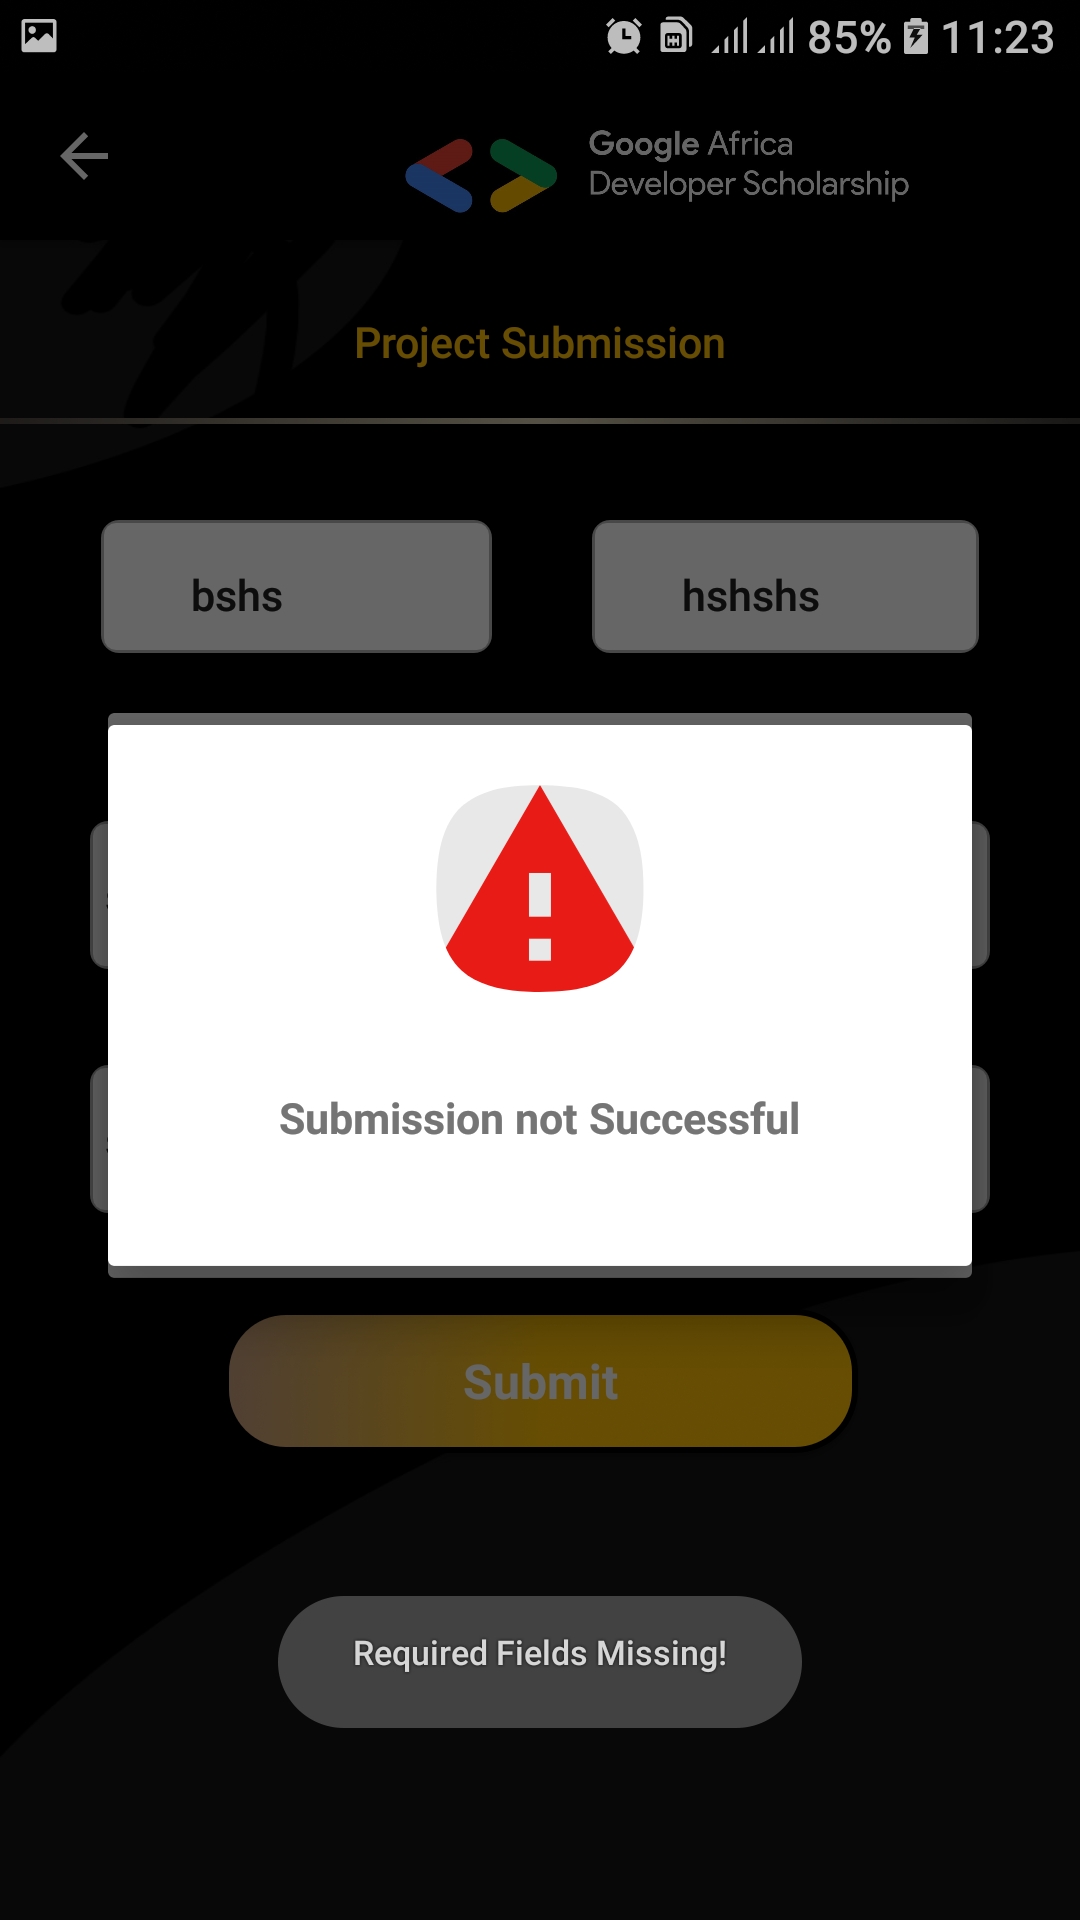 85% 11:23
Google Africa
Developer Scholarship
Project Submission
bshs hshshs
Submission not Successful
Submit
Required Fields Missing!